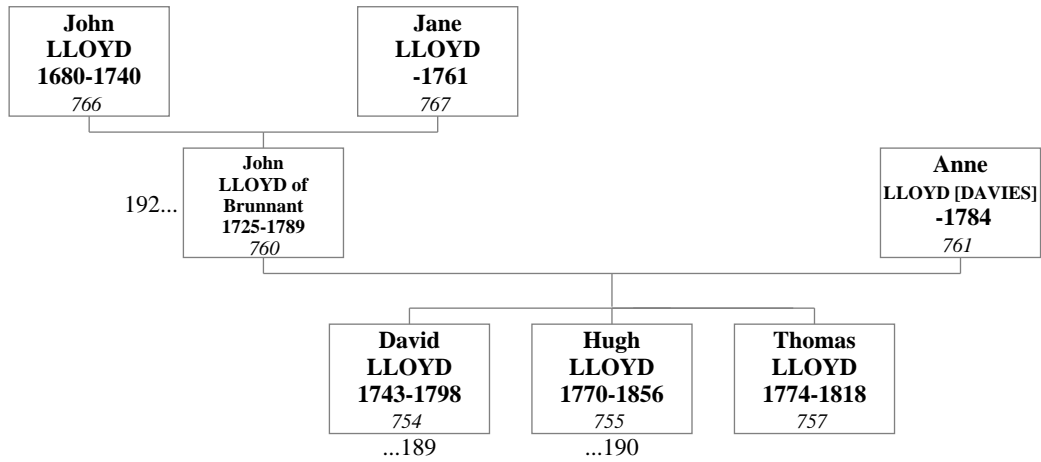 John
LLOYD
1680-1740
766
Jane
LLOYD
-1761
767
192...
John
LLOYD of
Brunnant
1725-1789
760
Anne
LLOYD [DAVIES]
-1784
761
David
LLOYD
1743-1798
754
...189
Hugh
LLOYD
1770-1856
755
...190
Thomas
LLOYD
1774-1818
757